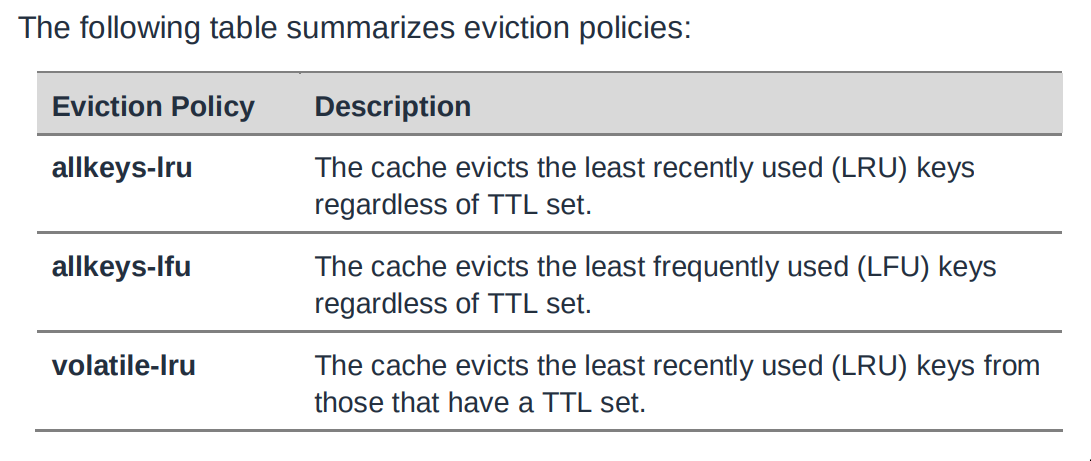 The following table summarizes eviction policies:
Eviction Policy Description
allkeys-lru The cache evicts the least recently used (LRU) keys
regardless of TTL set.
allkeys-lfu The cache evicts the least frequently used (LFU) keys
regardless of TTL set.
volatile-lru The cache evicts the least recently used (LRU) keys from
those that have a TTL set.